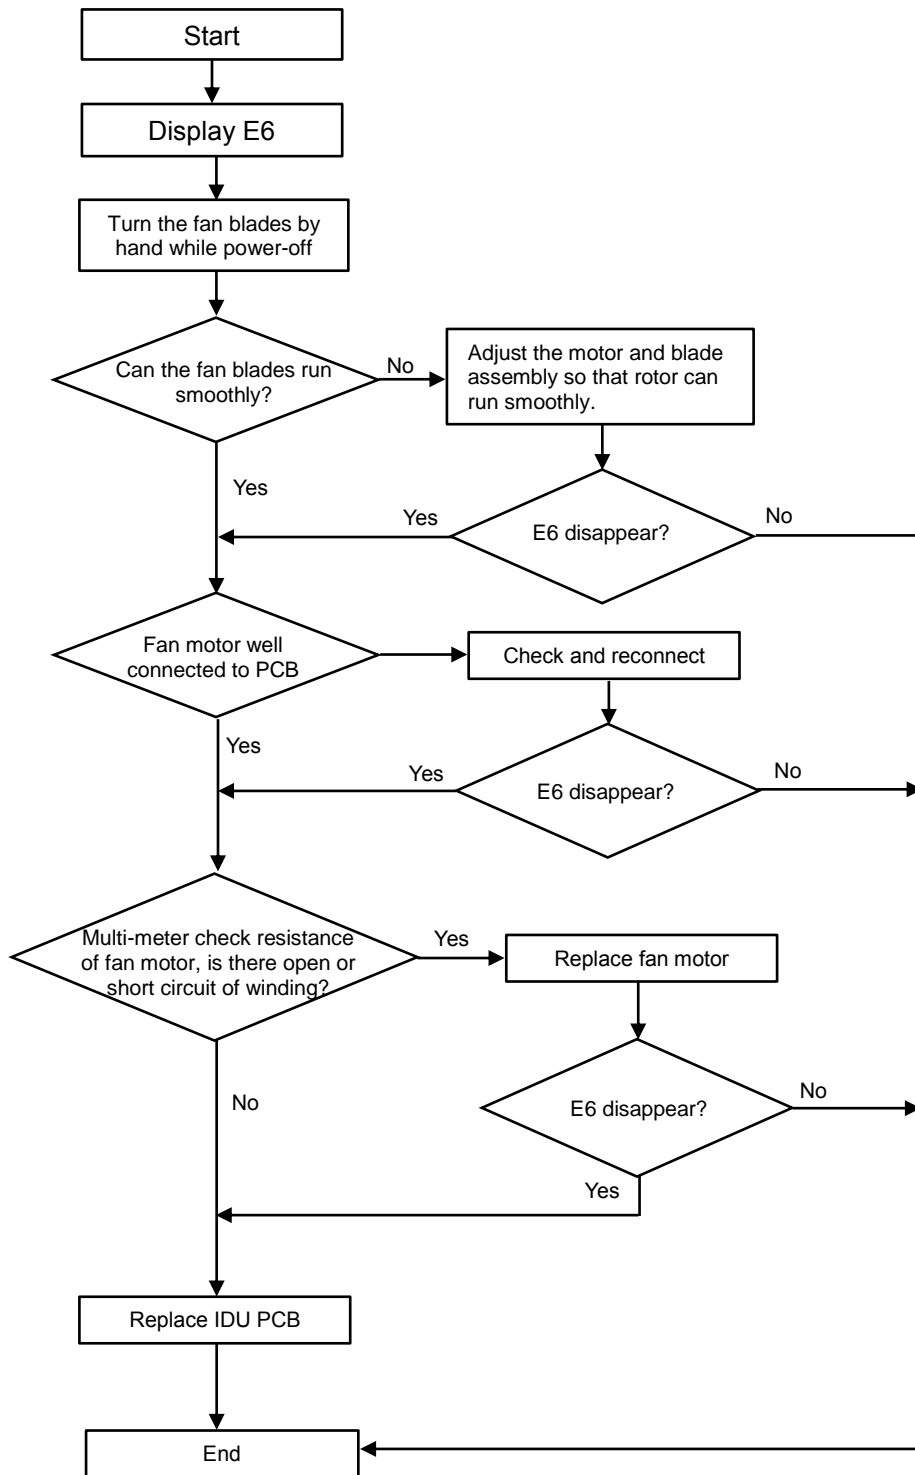 Start
Display E6
Turn the fan blades by
hand while power-off
Can the fan blades run
smoothly?
No
Adjust the motor and blade
assembly so that rotor can
run smoothly.
Yes
Yes
E6 disappear?
No
Fan motor well
connected to PCB
Check and reconnect
Yes
Yes
E6 disappear?
No
Multi-meter check resistance
of fan motor, is there open or
short circuit of winding?
Yes
Replace fan motor
No
E6 disappear?
No
Yes
Replace IDU PCB
End